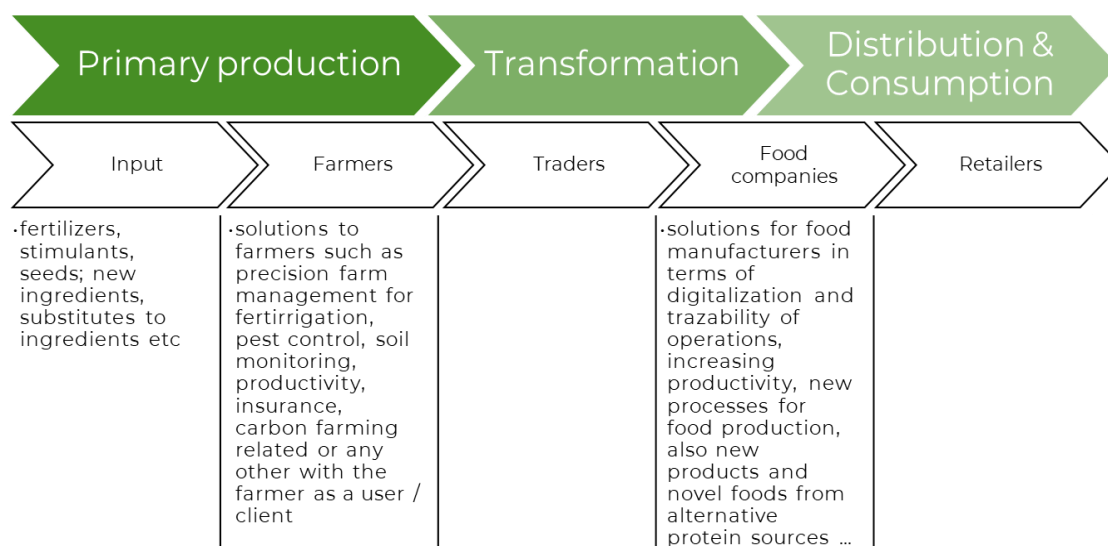 Primary production
Transformation
Distribution &
Consumption
Input
Farmers
Traders
Food
companies
Retailers
·fertilizers,
stimulants,
seeds; new
ingredients,
substitutes to
ingredients etc
·solutions to
farmers such as
precision farm
management for
fertirrigation,
pest control, soil
monitoring,
productivity,
insurance,
carbon farming
related or any
other with the
farmer as a user /
client
·solutions for food
manufacturers in
terms of
digitalization and
trazability of
operations,
increasing
productivity, new
processes for
food production,
also new
products and
novel foods from
alternative
protein sources ...